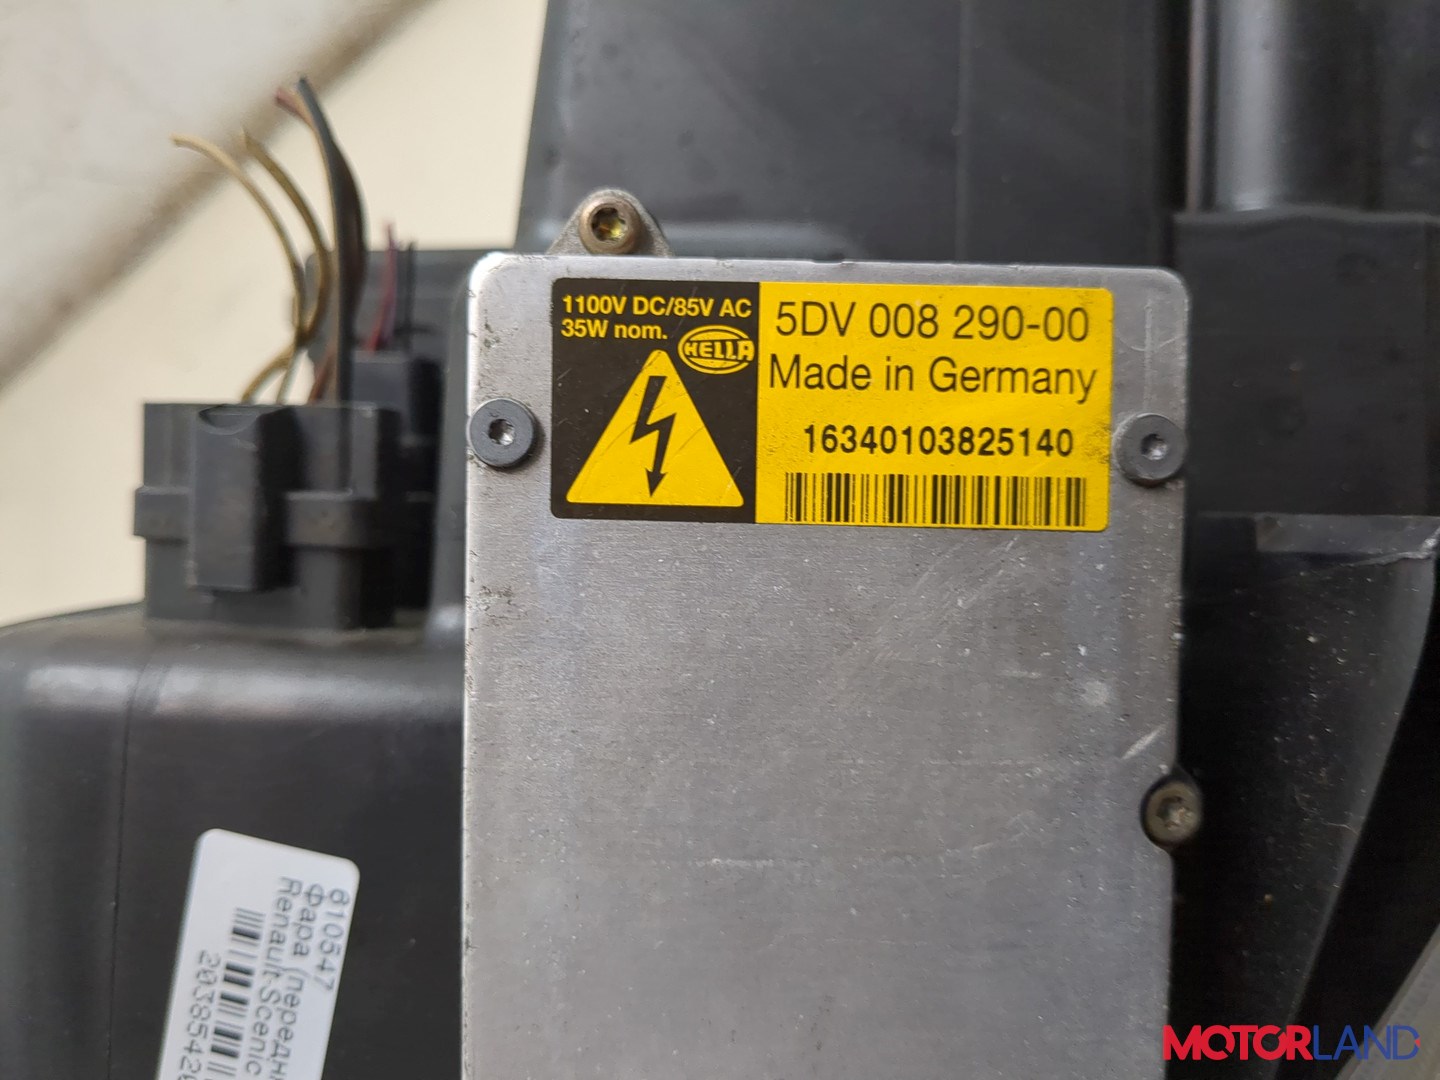 1100V DC/85V AC
35W nom.
HELLA
5DV 008 290-00
Made in Germany
16340103825140
610547
Фара (передн
Renault Scenic
2038542
MOTORLAND